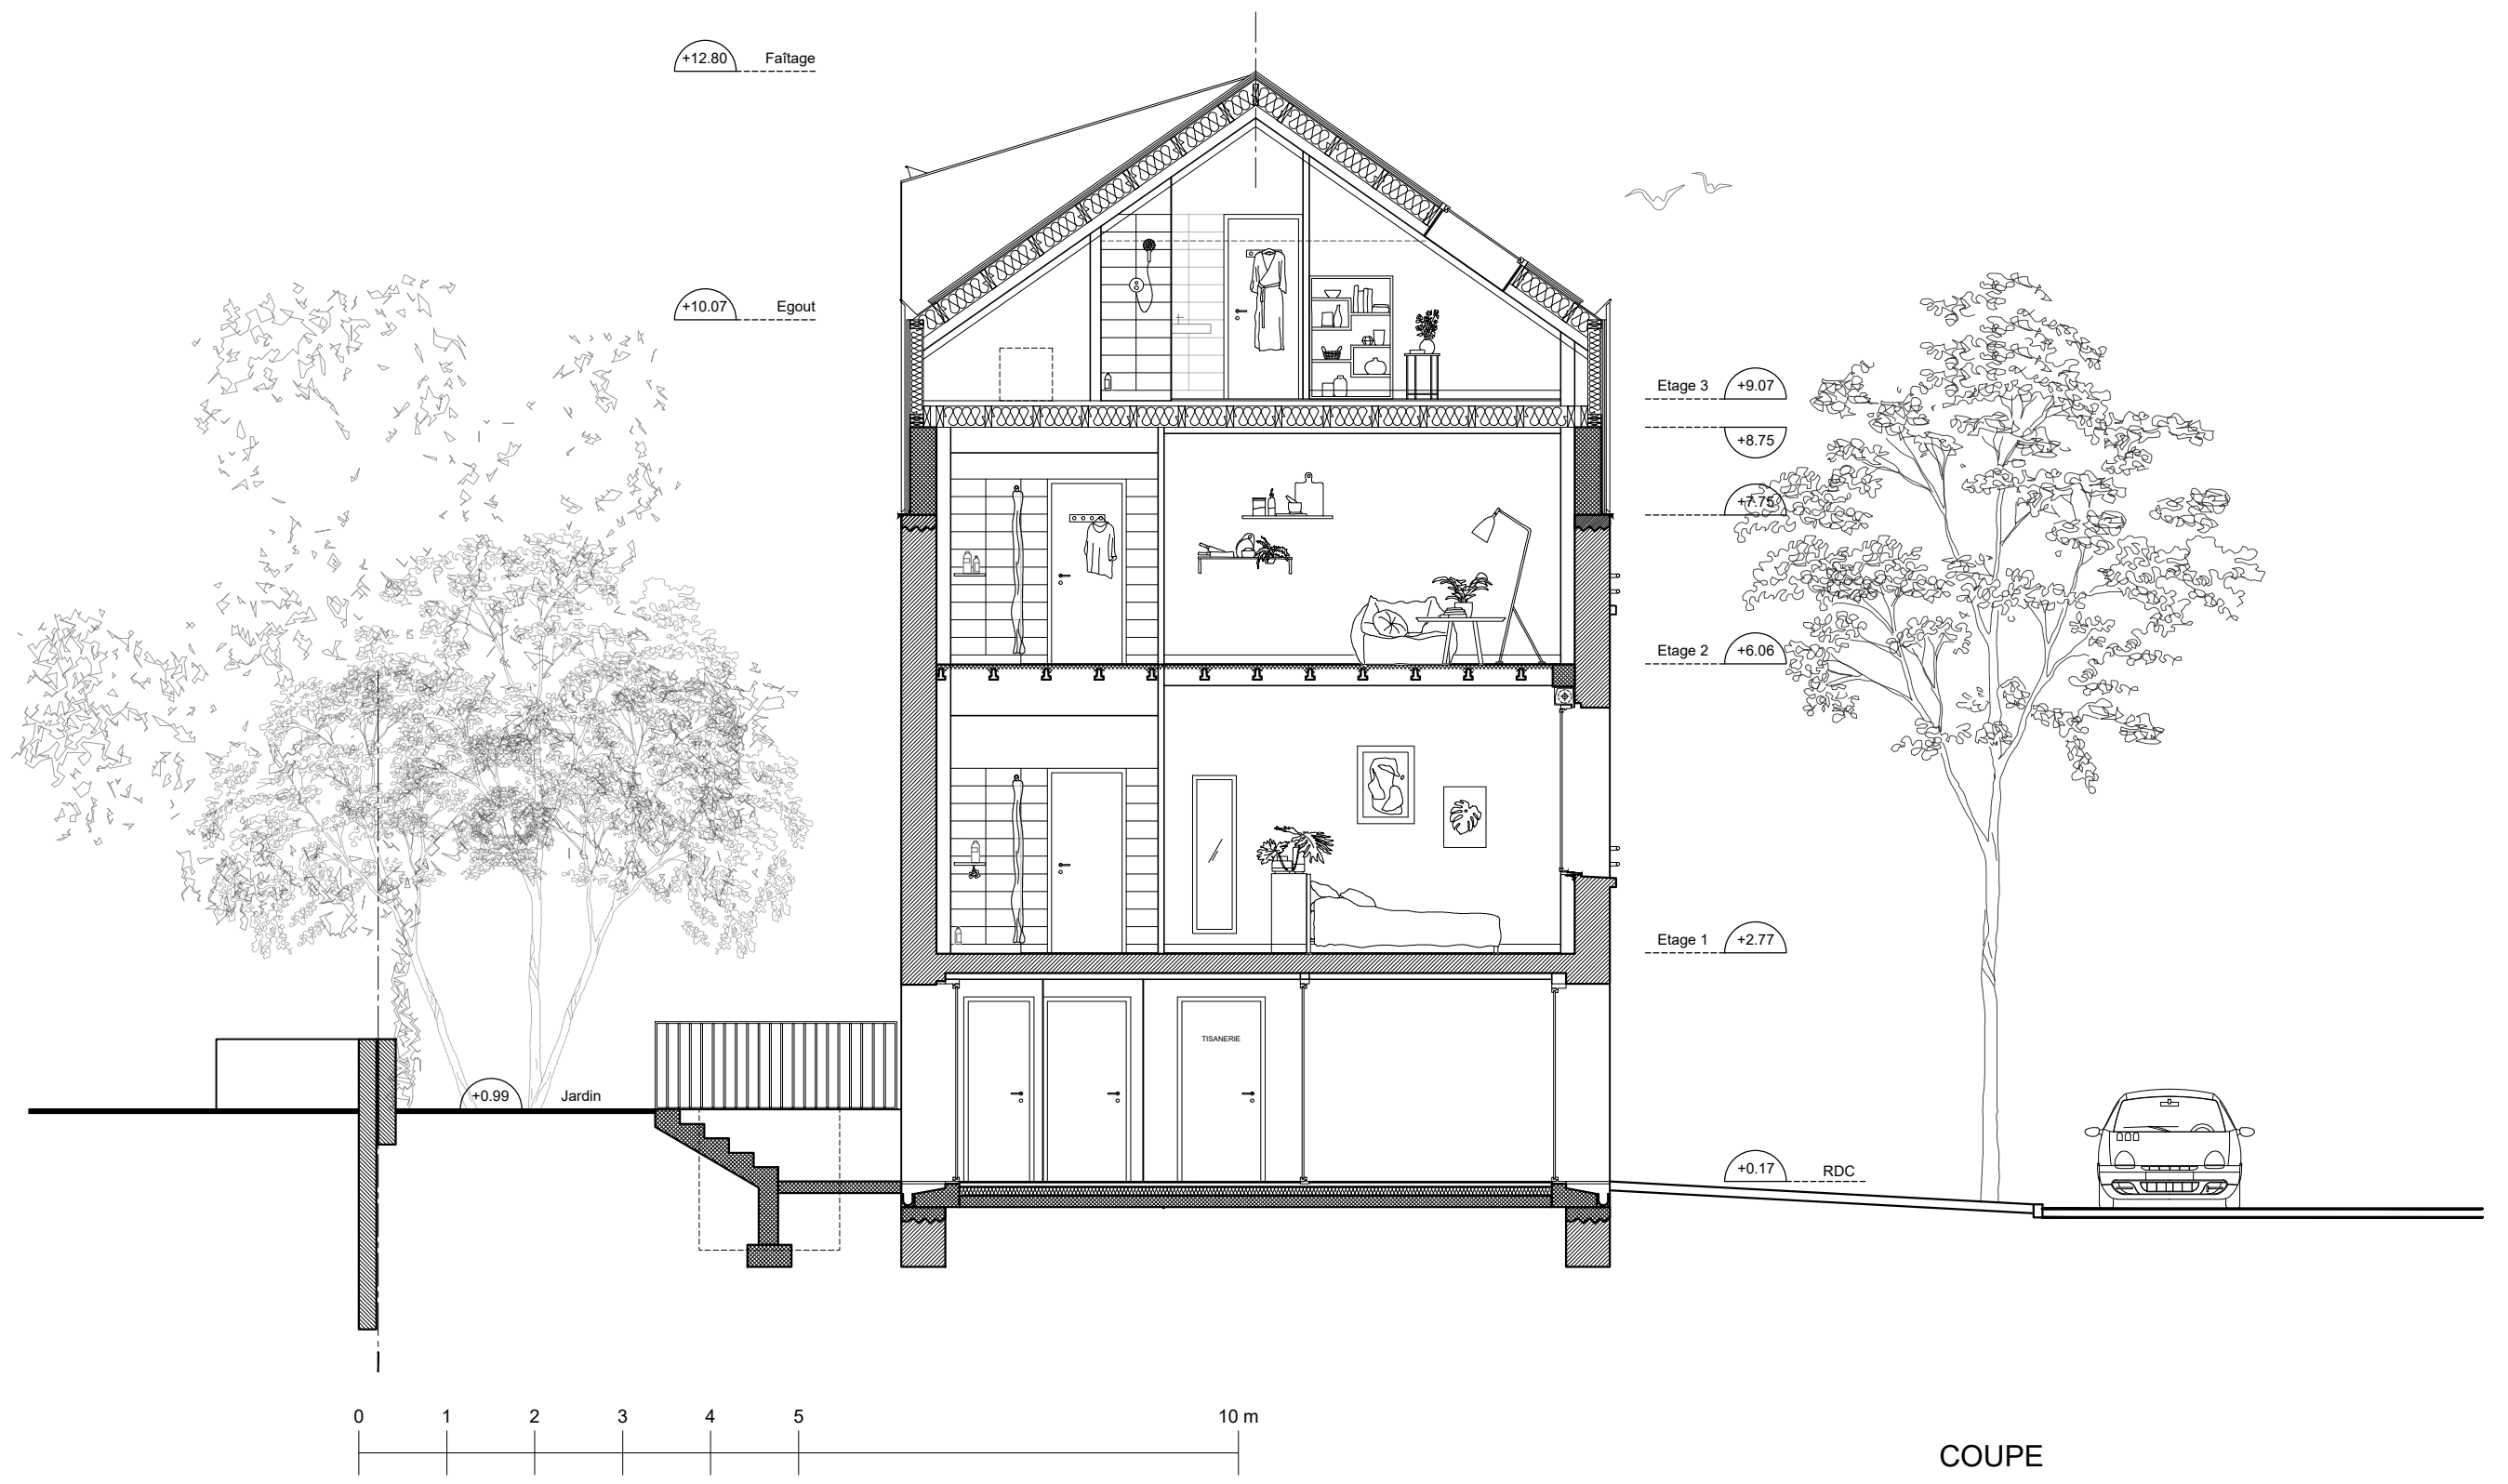 +12.80 Faîtage
+10.07 Egout
Etage 3 +9.07
+8.75
+7.75
Etage 2 +6.06
Etage 1 +2.77
TISANERIE
+0.99 Jardin
+0.17 RDC
0 1 2 3 4 5 10 m
COUPE